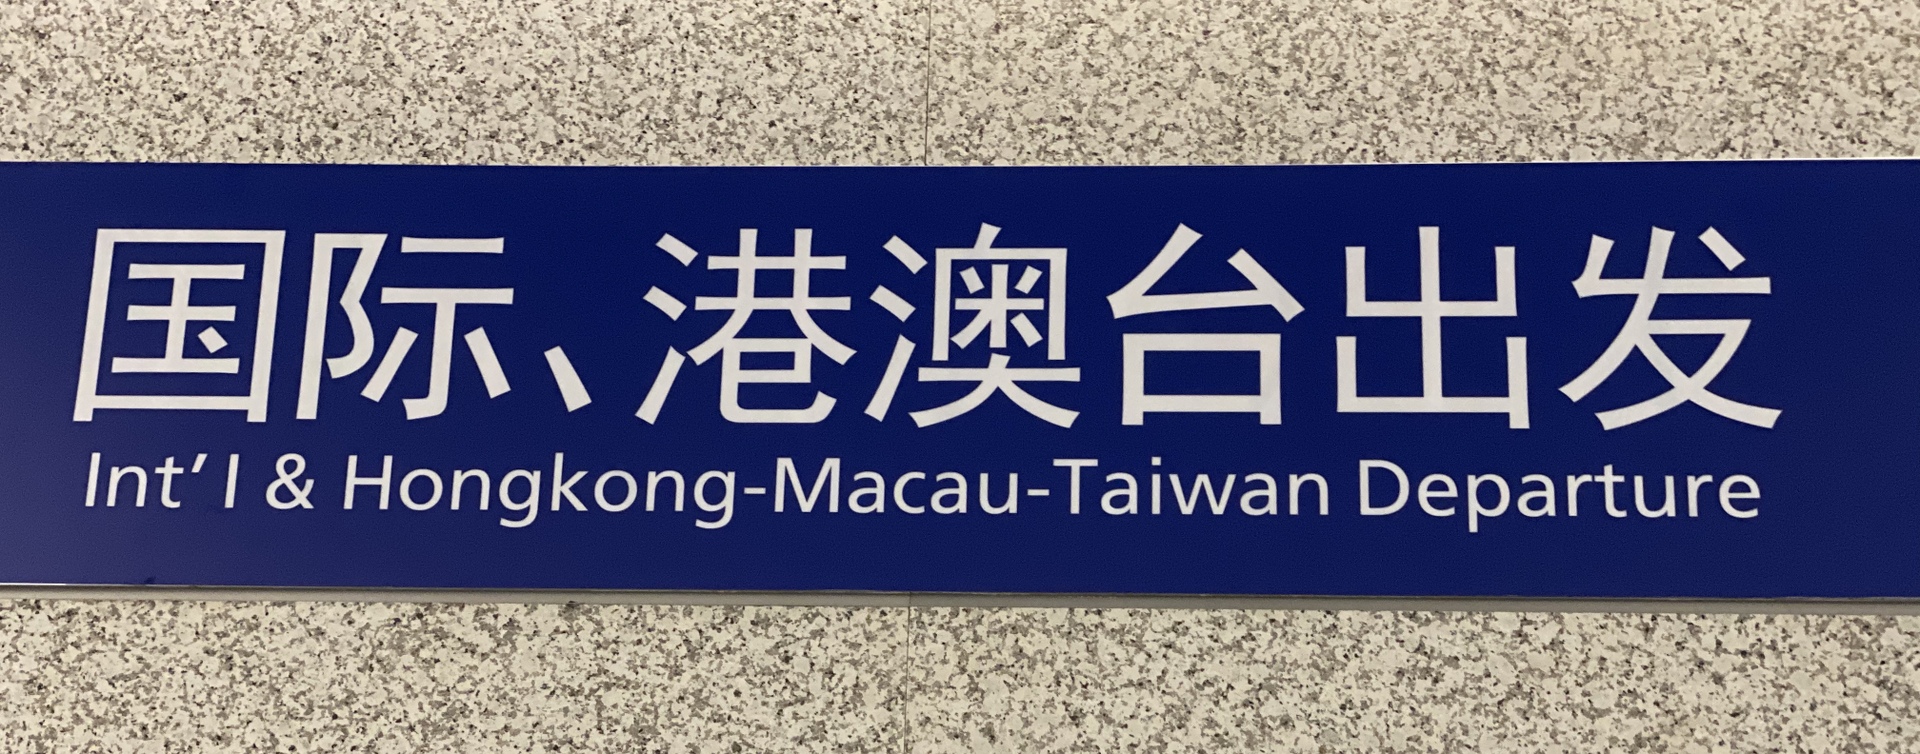 国际、港澳台出发
Int'l & Hongkong-Macau-Taiwan Departure